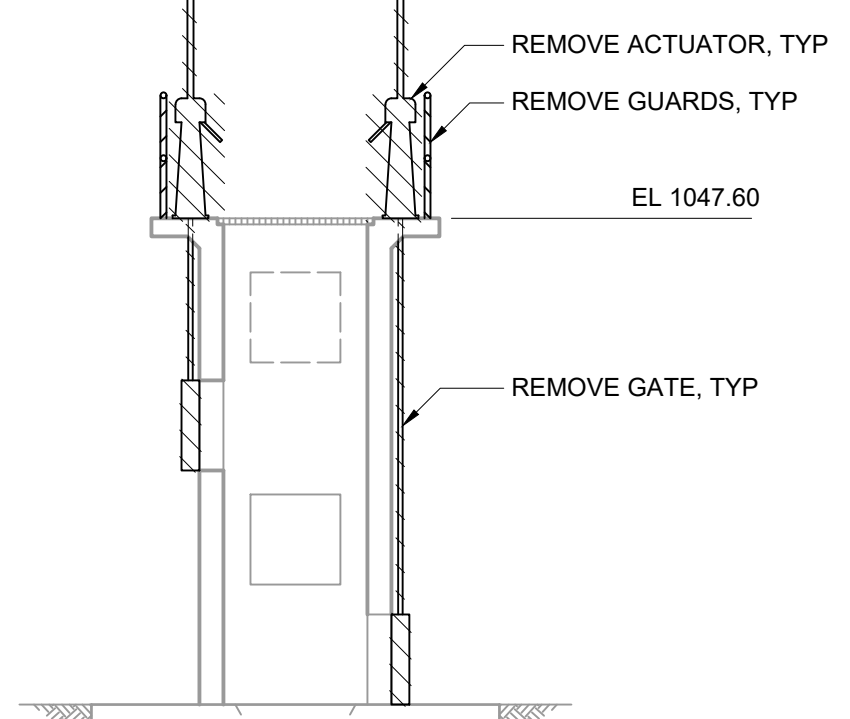 REMOVE ACTUATOR, TYP
REMOVE GUARDS, TYP
EL 1047.60
REMOVE GATE, TYP